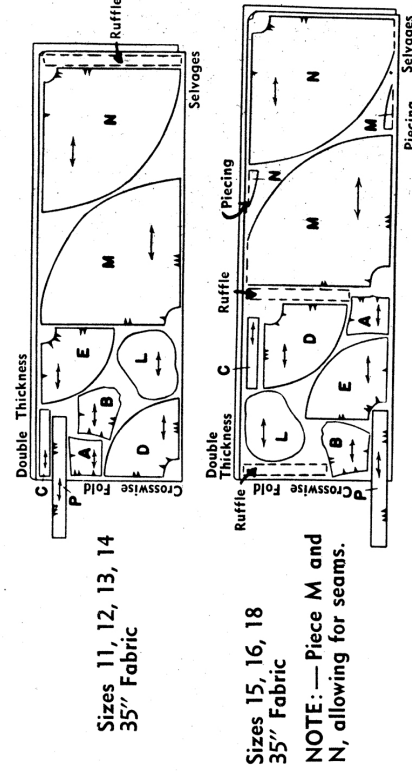 Sizes 11, 12, 13, 14
35" Fabric
Double Thickness
Crosswise Fold
C
P
A
B
D
E
L
M
N
Ruffle
Selvages
Sizes 15, 16, 18
35" Fabric
NOTE: — Piece M and
N, allowing for seams.
Double
Thickness
Ruffle
Crosswise Fold
P
B
L
C
E
D
A
Ruffle
Piecing
M
N
N
M
Piecing
Selvages